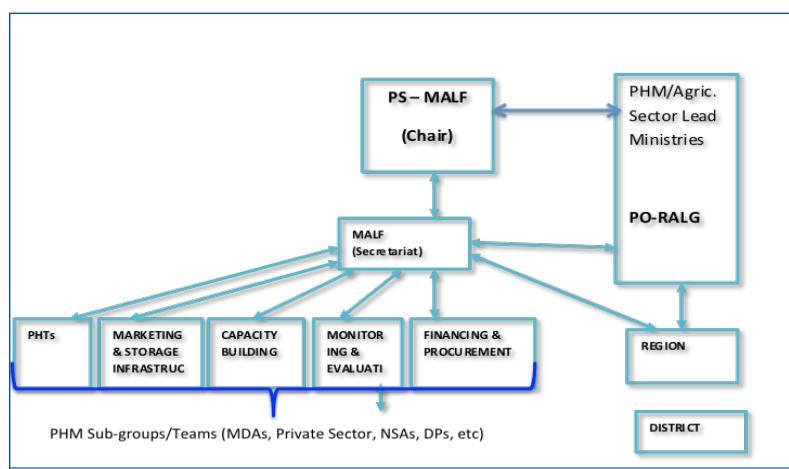 PS – MALF
(Chair)
PHM/Agric.
Sector Lead
Ministries
PO-RALG
MALF
(Secretariat)
PHTs
MARKETING
& STORAGE
INFRASTRUC
CAPACITY
BUILDING
MONITOR
ING &
EVALUATI
FINANCING &
PROCUREMENT
REGION
DISTRICT
PHM Sub-groups/Teams (MDAs, Private Sector, NSAs, DPs, etc)